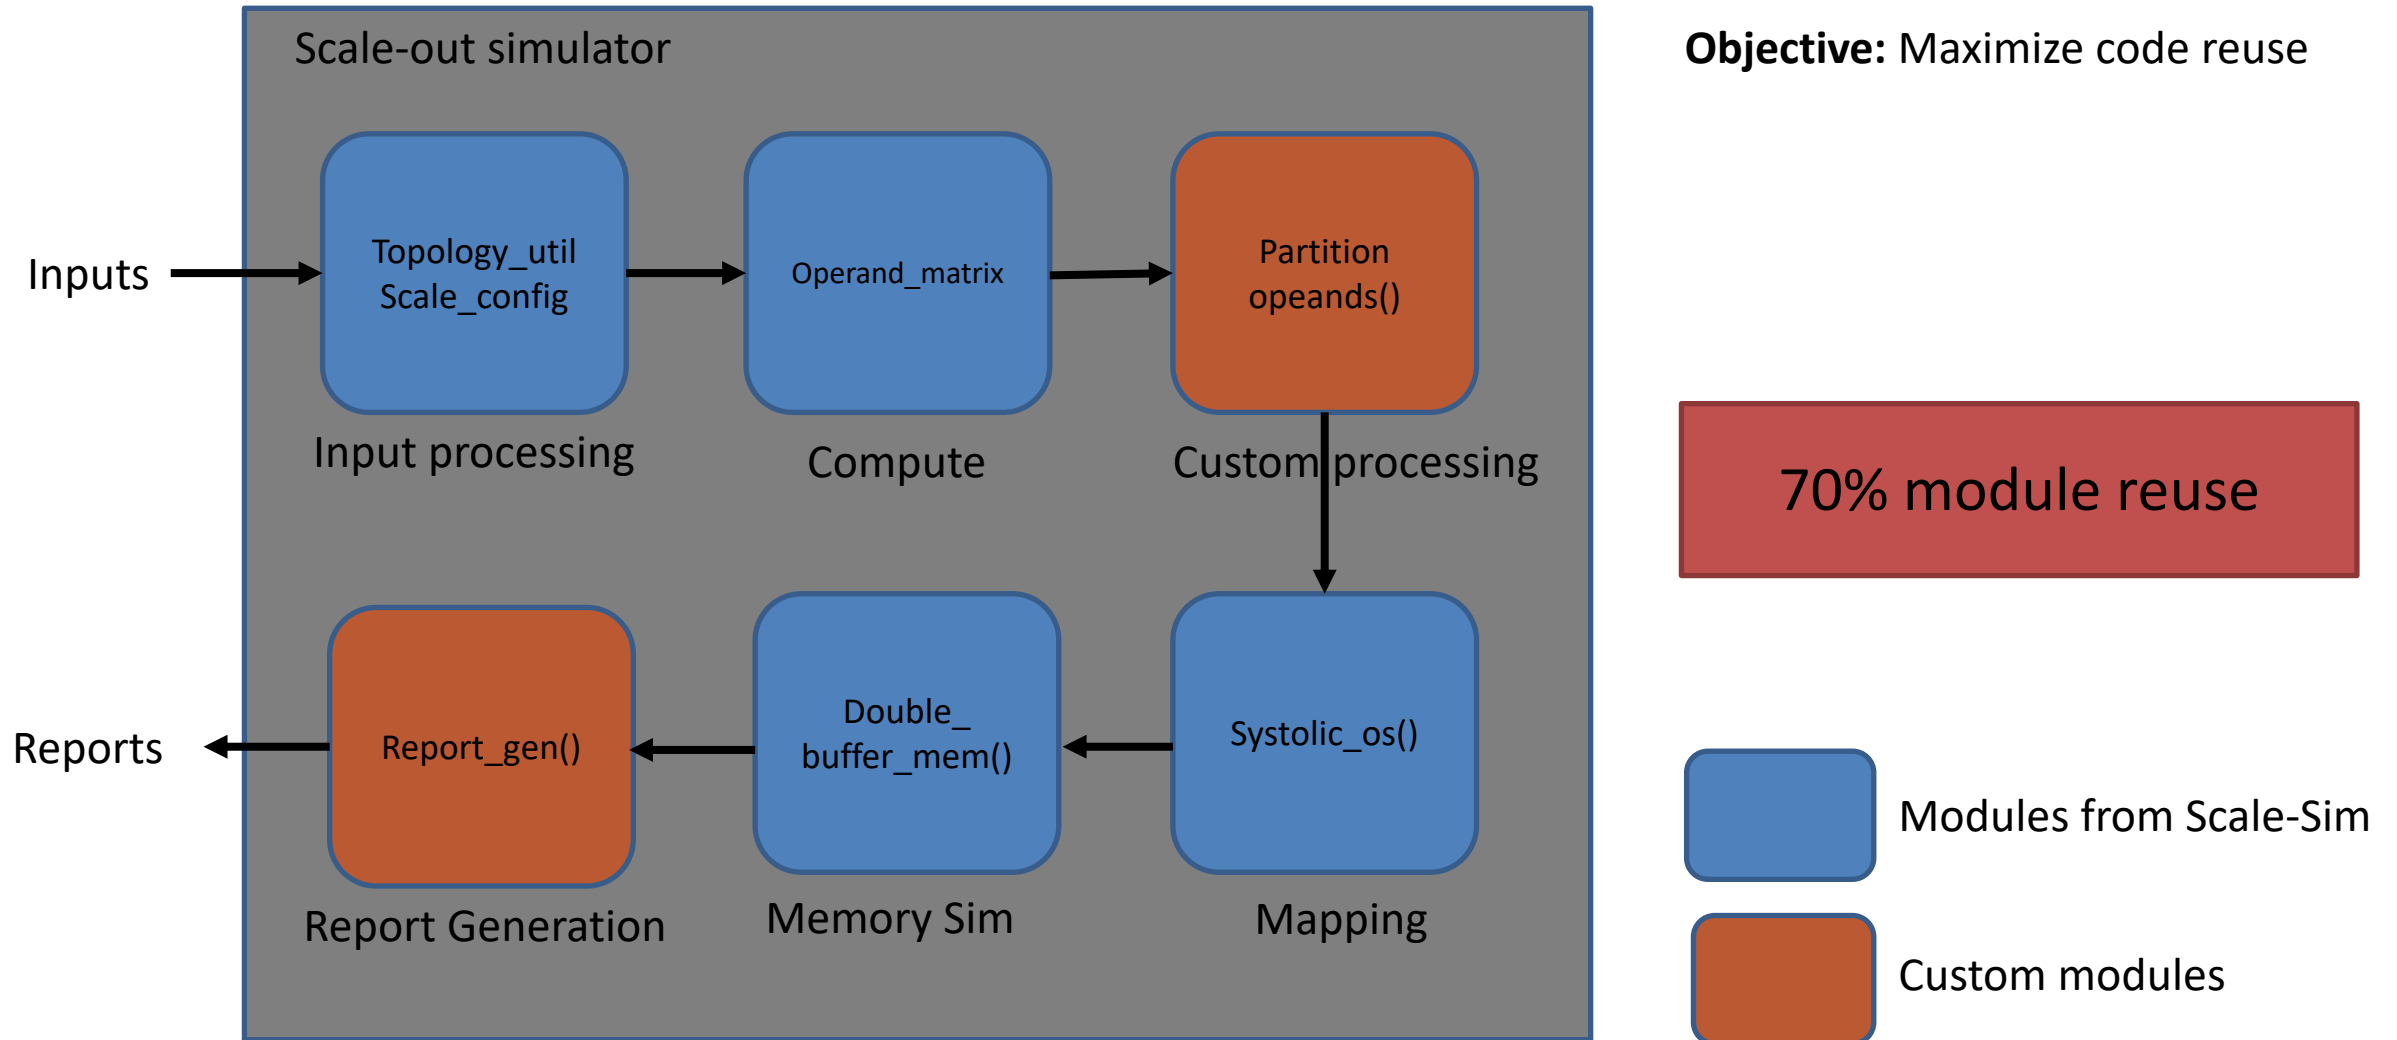 Scale-out simulator
Objective: Maximize code reuse
Inputs
Topology_util
Scale_config
Operand_matrix
Partition
opeands()
Input processing
Compute
Custom processing
70% module reuse
Reports
Report_gen()
Double_
buffer_mem()
Systolic_os()
Report Generation
Memory Sim
Mapping
Modules from Scale-Sim
Custom modules